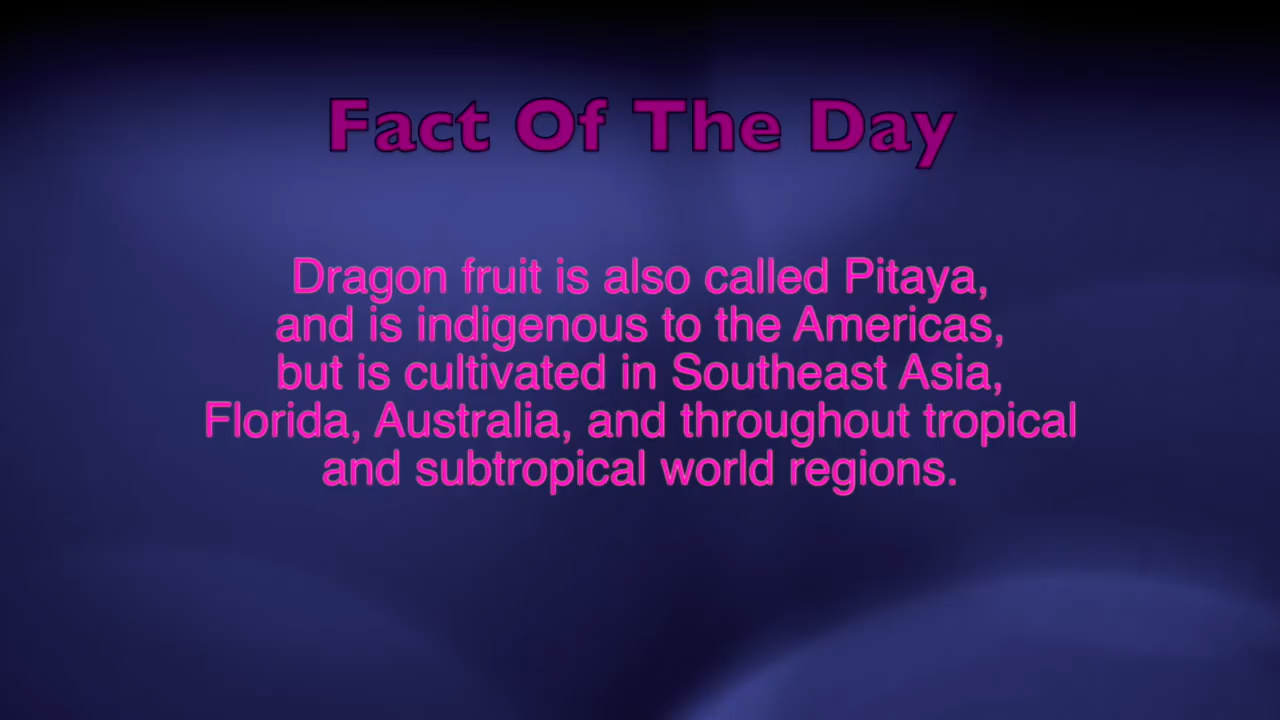 Fact Of The Day
Dragon fruit is also called Pitaya,
and is indigenous to the Americas,
but is cultivated in Southeast Asia,
Florida, Australia, and throughout tropical
and subtropical world regions.